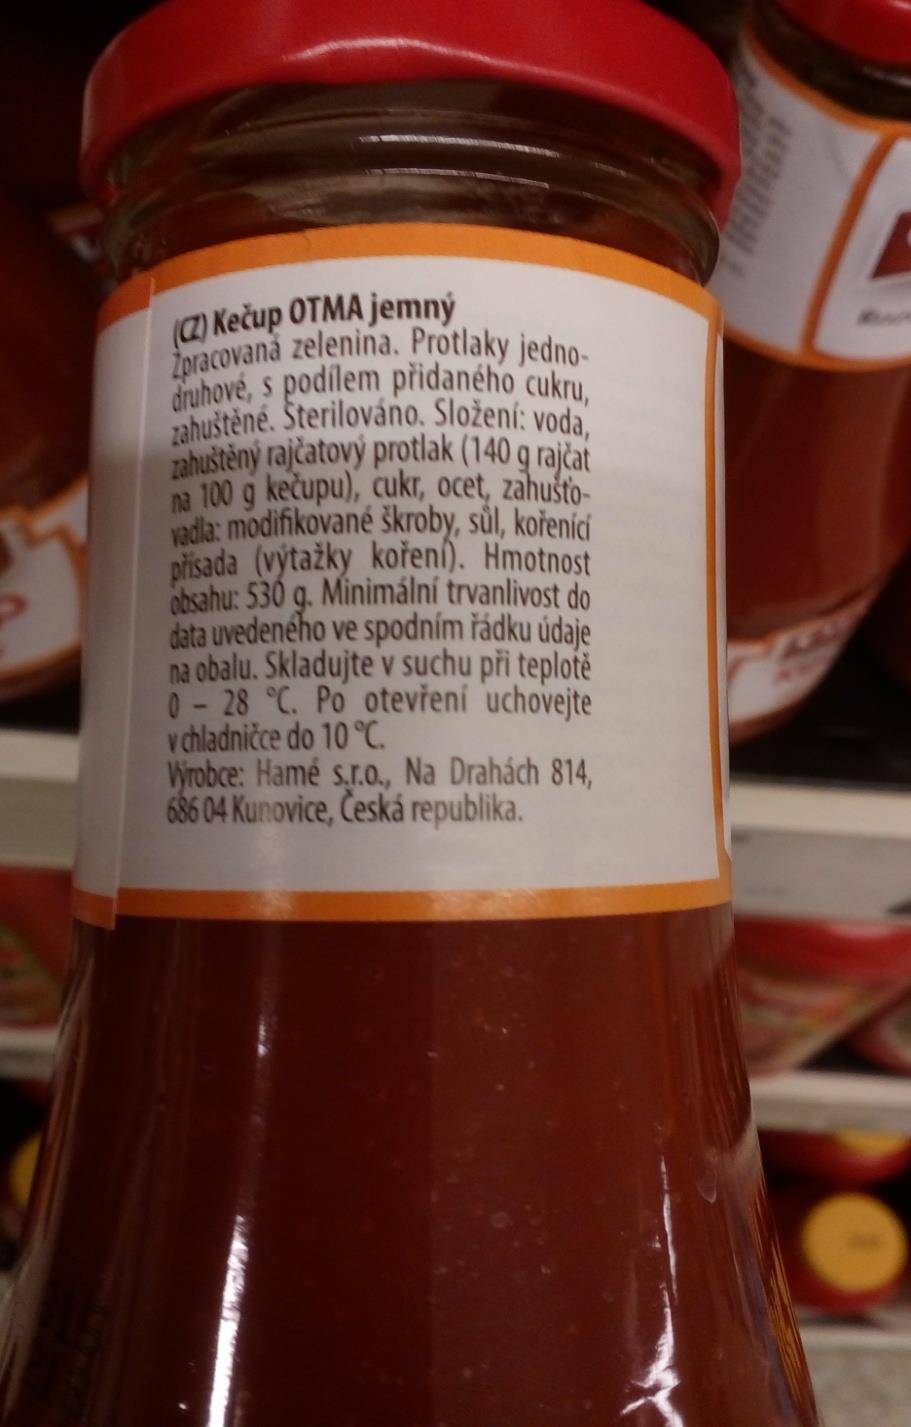 (CZ) Kečup OTMA jemný
Zpracovaná zelenina. Protlaky jedno-
druhové, s podílem přidaného cukru,
zahuštěné. Sterilováno. Složení: voda,
zahuštěný rajčatový protlak (140 g rajčat
na 100 g kečupu), cukr, ocet, zahušťo-
vadla: modifikované škroby, sůl, kořenící
přísada (výtažky koření). Hmotnost
obsahu: 530 g. Minimální trvanlivost do
data uvedeného ve spodním řádku údaje
na obalu. Skladujte v suchu při teplotě
0 – 28 °C. Po otevření uchovejte
v chladničce do 10 °C.
Výrobce: Hamé s.r.o., Na Drahách 814,
686 04 Kunovice, Česká republika.